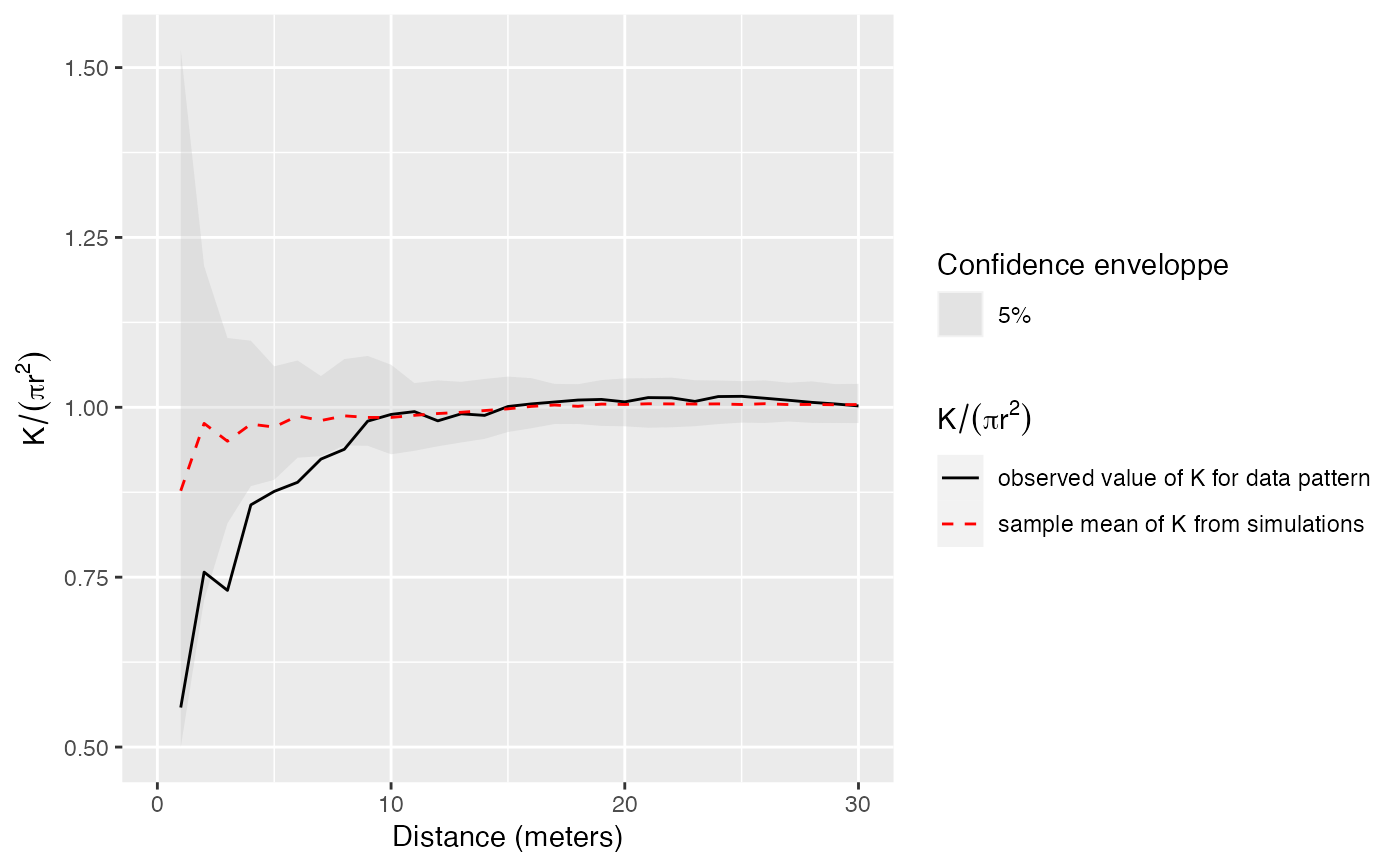 1.50
1.25
1.00
0.75
0.50
K/(πr²)
0
10
20
30
Distance (meters)
Confidence enveloppe
5%
K/(πr²)
observed value of K for data pattern
sample mean of K from simulations